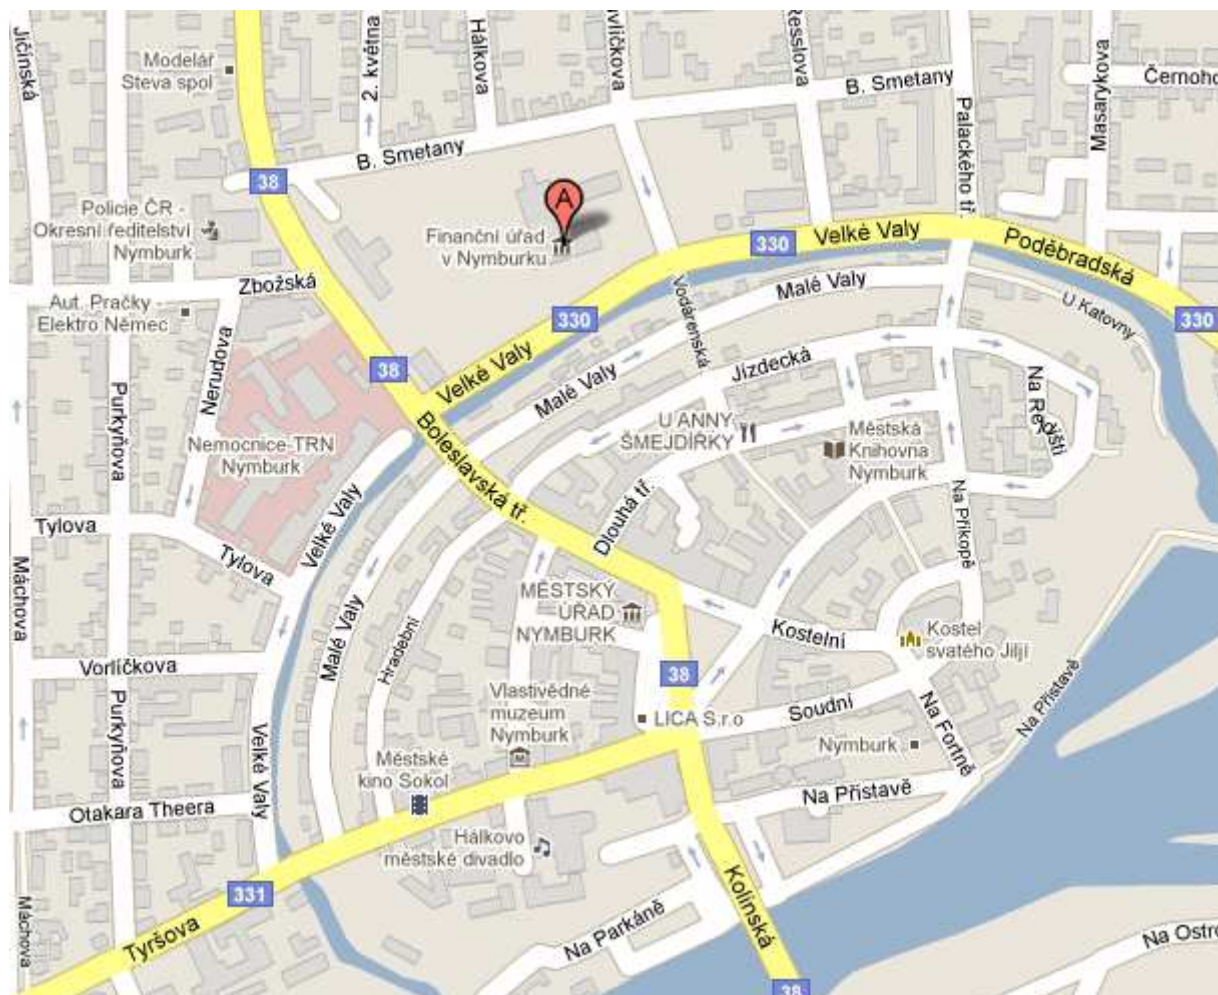 Jičínská
Modelář
Steva spol
2. května
Hálkova
vlíčkova
Resslova
B. Smetany
Palackého tř.
Masarykova
Černoho
B. Smetany
38
Policie ČR -
Okresní ředitelství
Nymburk
A
Finanční úřad
v Nymburku
330
Velké Valy
Poděbradská
Zbožská
Aut. Pračky -
Elektro Němec
Vodárenská
Malé Valy
U Katovny
330
330
Nerudova
38
Velké Valy
Malé Valy
Jízdecká
Na Rejdišti
Purkyňova
Nemocnice-TRN
Nymburk
Boleslavská tř.
U ANNY
ŠMEJDÍŘKY
Městská
Knihovna
Nymburk
Tylova
Tylova
Velké Valy
Dlouhá tř.
Na Příkopě
Máchova
MĚSTSKÝ
ÚŘAD
NYMBURK
Kostelní
Kostel
svatého Jiljí
Malé Valy
Hradební
Vorlíčkova
38
Na Přístavě
Purkyňova
Vlastivědné
muzeum
Nymburk
LICA S.r.o
Soudní
Na Fortně
Velké Valy
Nymburk
Městské
kino Sokol
Otakara Theera
Na Přístavě
Hálkovo
městské divadlo
331
Kolínská
Máchova
Tyršova
Na Parkáně
Na Ostro
38